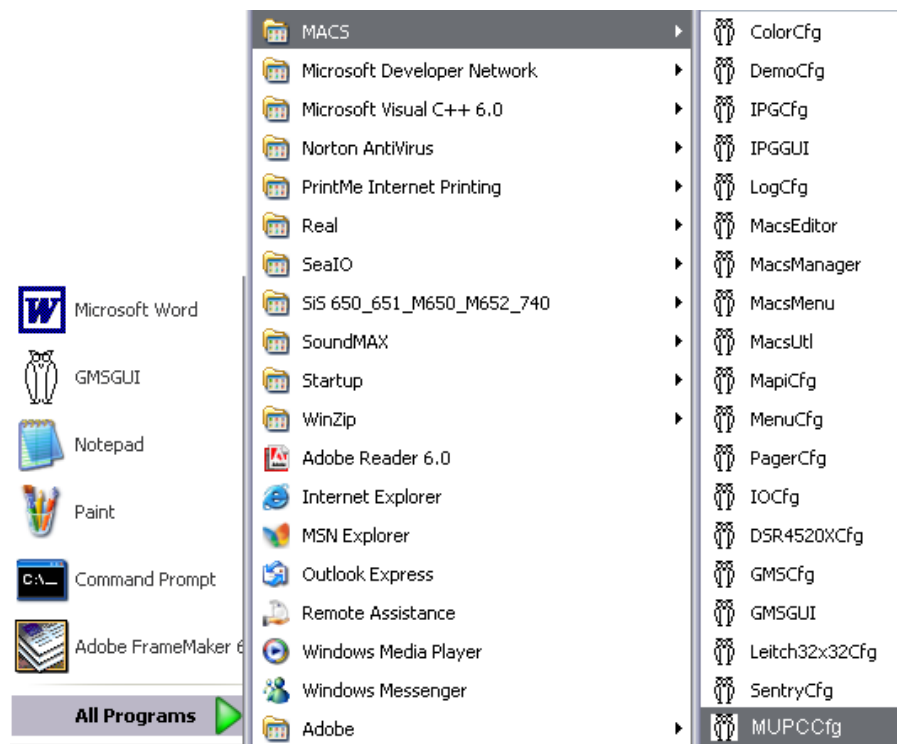 Microsoft Word
GMSGUI
Notepad
Paint
C:\_
Command Prompt
Adobe FrameMaker 6
All Programs
MACS
Microsoft Developer Network
Microsoft Visual C++ 6.0
Norton AntiVirus
PrintMe Internet Printing
Real
SeaIO
SiS 650_651_M650_M652_740
SoundMAX
Startup
WinZip
Adobe Reader 6.0
Internet Explorer
MSN Explorer
Outlook Express
Remote Assistance
Windows Media Player
Windows Messenger
Adobe
ColorCfg
DemoCfg
IPGCfg
IPGGUI
LogCfg
MacsEditor
MacsManager
MacsMenu
MacsUtl
MapiCfg
MenuCfg
PagerCfg
IOCfg
DSR4520XCfg
GMSCfg
GMSGUI
Leitch32x32Cfg
SentryCfg
MUPCCfg